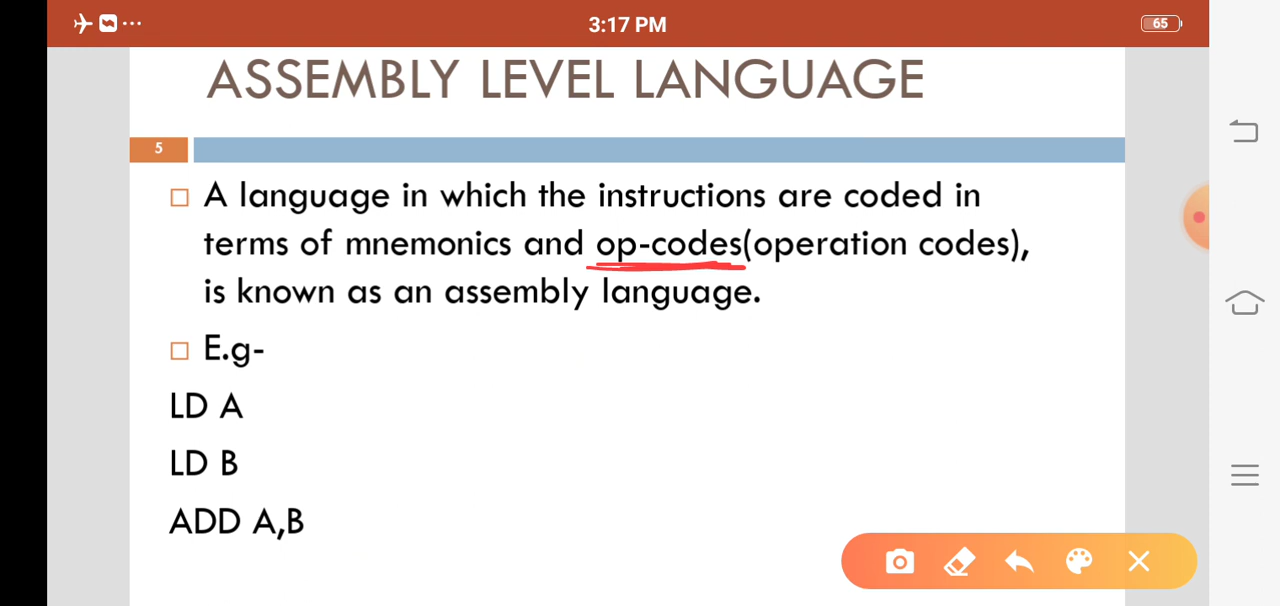 3:17 PM
65
ASSEMBLY LEVEL LANGUAGE
5
A language in which the instructions are coded in
terms of mnemonics and op-codes(operation codes),
is known as an assembly language.
E.g-
LD A
LD B
ADD A,B